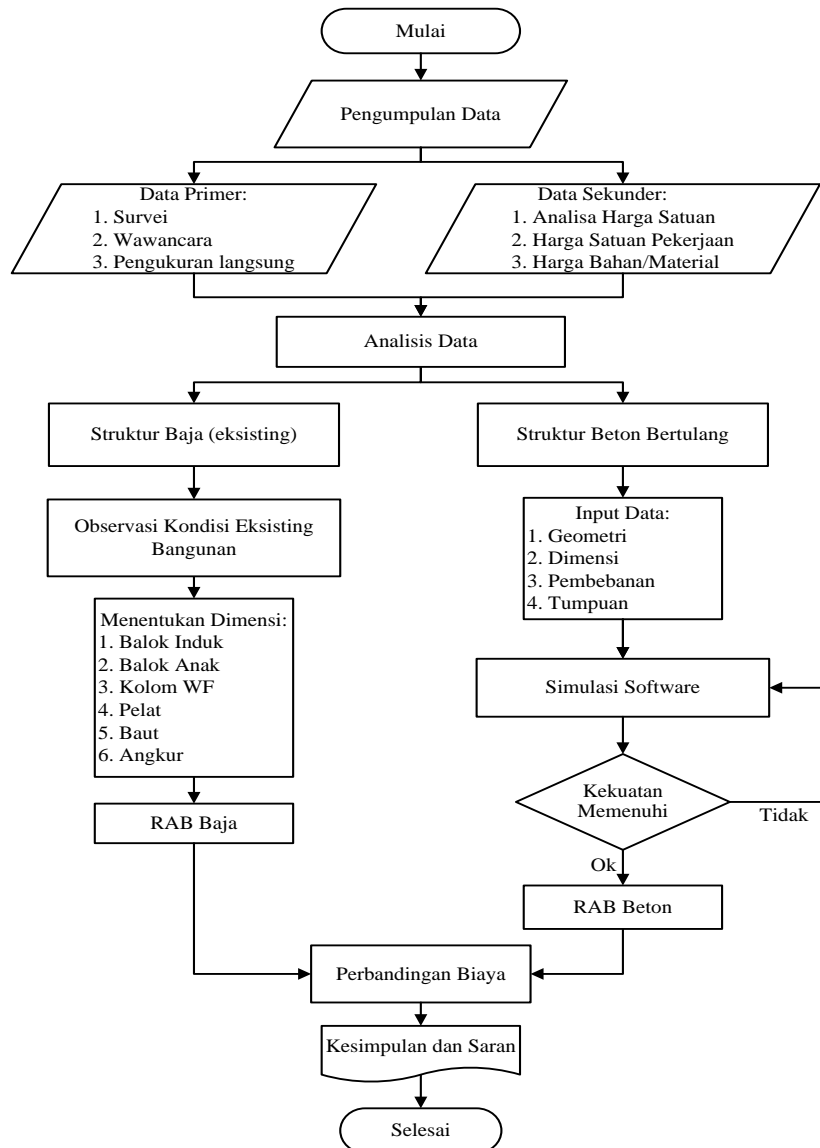 Mulai
Pengumpulan Data
Data Primer:
1. Survei
2. Wawancara
3. Pengukuran langsung
Data Sekunder:
1. Analisa Harga Satuan
2. Harga Satuan Pekerjaan
3. Harga Bahan/Material
Analisis Data
Struktur Baja (eksisting)
Struktur Beton Bertulang
Observasi Kondisi Eksisting
Bangunan
Input Data:
1. Geometri
2. Dimensi
3. Pembebanan
4. Tumpuan
Menentukan Dimensi:
1. Balok Induk
2. Balok Anak
3. Kolom WF
4. Pelat
5. Baut
6. Angkur
Simulasi Software
Kekuatan
Memenuhi
Tidak
Ok
RAB Baja
RAB Beton
Perbandingan Biaya
Kesimpulan dan Saran
Selesai